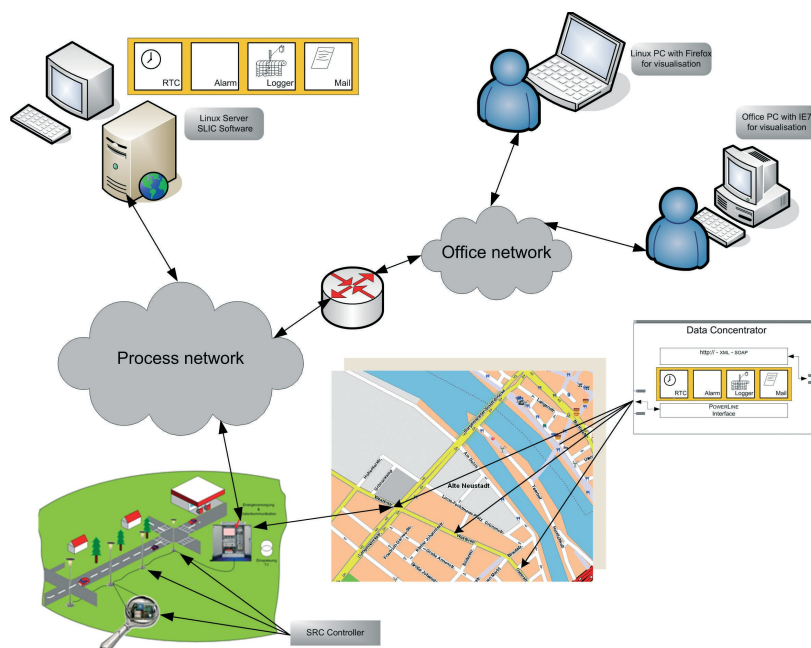 RTC
Alarm
Logger
Mail
Linux Server
SLIC Software
Linux PC with Firefox
for visualisation
Office PC with IE7
for visualisation
Office network
Process network
Data Concentrator
http:// - XML - SOAP
RTC
Alarm
Logger
Mail
POWERLINE
Interface
Alte Neustadt
Energieversorgung
&
SRC Controller